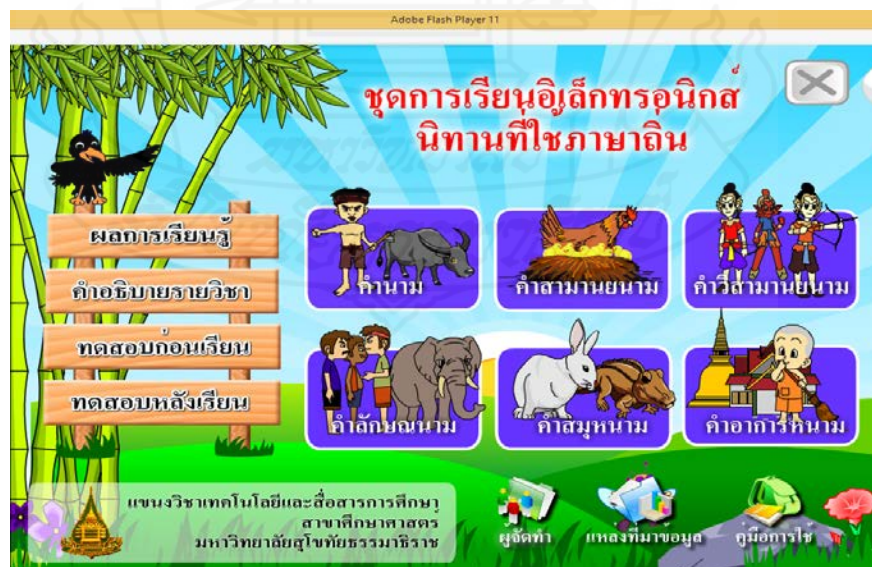 Adobe Flash Player 11
ชุดการเรียนอิเล็กทรอนิกส์
นิทานที่ใช้ภาษาถิ่น
ผลการเรียนรู้
คำอธิบายรายวิชา
ทดสอบก่อนเรียน
ทดสอบหลังเรียน
คำนาม
คำสามานยนาม
คำวิสามานยนาม
คำลักษณนาม
คำสมุหนาม
คำอาการนาม
แขนงวิชาเทคโนโลยีและสื่อสารการศึกษา
สาขาศึกษาศาสตร
มหาวิทยาลัยสุโขทัยธรรมาธิราช
ผู้จัดทำ
แหล่งที่มาข้อมูล
คู่มือการใช้